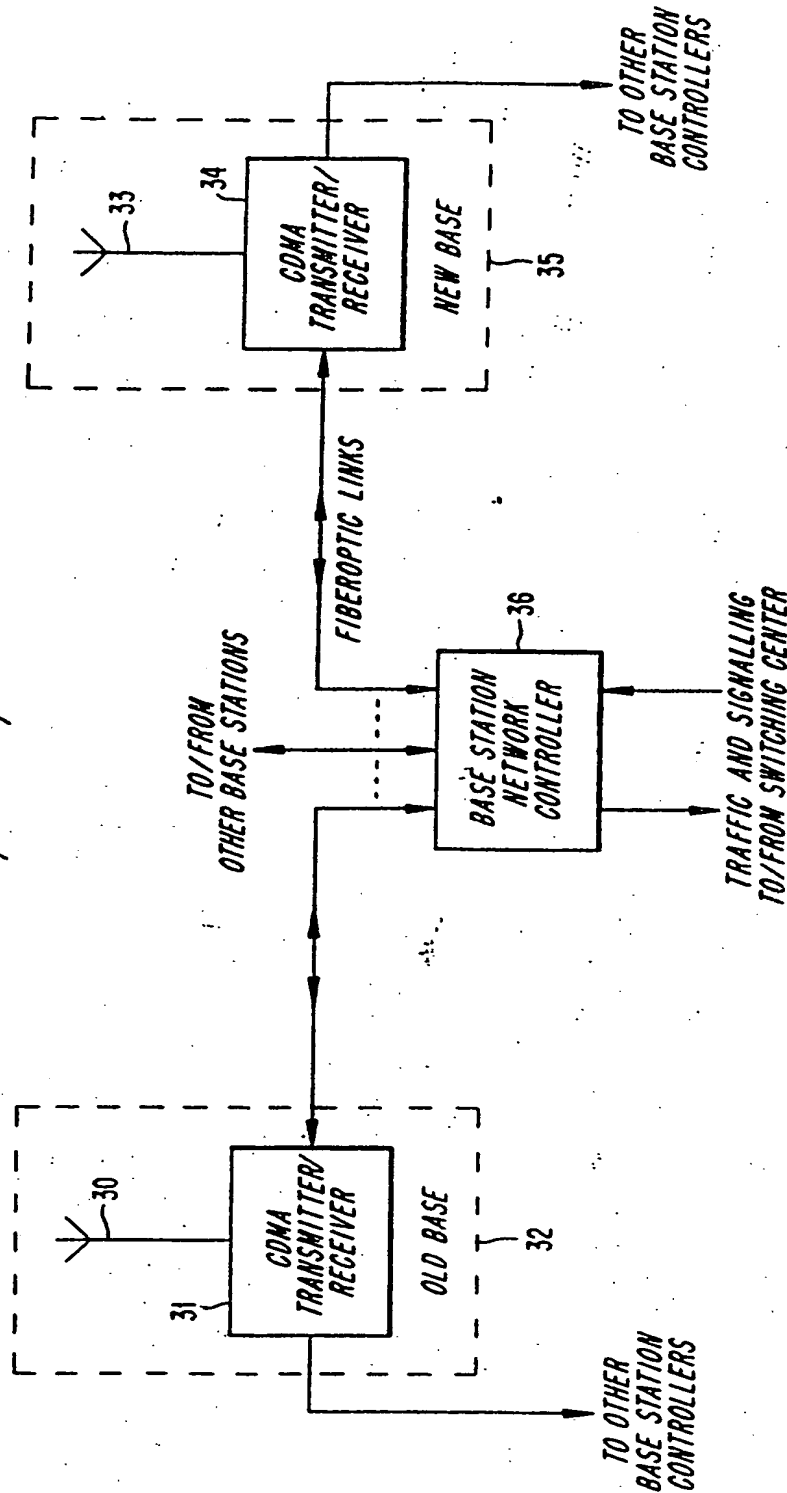 30
31
CDMA
TRANSMITTER/
RECEIVER
OLD BASE
32
TO OTHER
BASE STATION
CONTROLLERS
TO/FROM
OTHER BASE STATIONS
FIBEROPTIC LINKS
36
BASE STATION
NETWORK
CONTROLLER
TRAFFIC AND SIGNALLING
TO/FROM SWITCHING CENTER
33
34
CDMA
TRANSMITTER/
RECEIVER
NEW BASE
35
TO OTHER
BASE STATION
CONTROLLERS